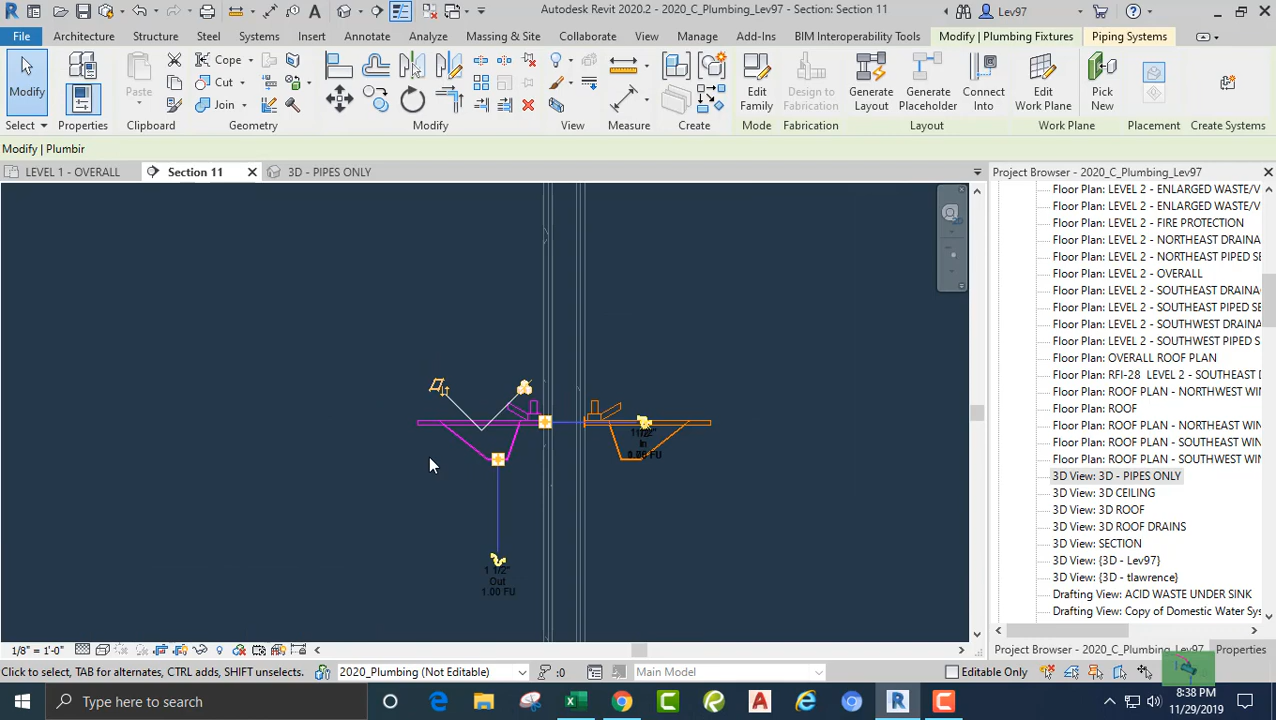 Autodesk Revit 2020.2 - 2020_C_Plumbing_Lev97 - Section: Section 11
Lev97
File
Architecture
Structure
Steel
Systems
Insert
Annotate
Analyze
Massing & Site
Collaborate
View
Manage
Add-Ins
BIM Interoperability Tools
Modify | Plumbing Fixtures
Piping Systems
Modify
Paste
Cope
Cut
Join
Edit Family
Design to Fabrication
Generate Layout
Generate Placeholder
Connect Into
Edit Work Plane
Pick New
Select
Properties
Clipboard
Geometry
Modify
View
Measure
Create
Mode
Fabrication
Layout
Work Plane
Placement
Create Systems
Modify | Plumbir
LEVEL 1 - OVERALL
Section 11
3D - PIPES ONLY
Project Browser - 2020_C_Plumbing_Lev97
Floor Plan: LEVEL 2 - ENLARGED WASTE/V
Floor Plan: LEVEL 2 - ENLARGED WASTE/V
Floor Plan: LEVEL 2 - FIRE PROTECTION
Floor Plan: LEVEL 2 - NORTHEAST DRAINA
Floor Plan: LEVEL 2 - NORTHEAST PIPED SE
Floor Plan: LEVEL 2 - OVERALL
Floor Plan: LEVEL 2 - SOUTHEAST DRAINA
Floor Plan: LEVEL 2 - SOUTHEAST PIPED SE
Floor Plan: LEVEL 2 - SOUTHWEST DRAIN
Floor Plan: LEVEL 2 - SOUTHWEST PIPED S
Floor Plan: OVERALL ROOF PLAN
Floor Plan: RFI-28 LEVEL 2 - SOUTHEAST D
Floor Plan: ROOF PLAN - NORTHWEST INT
Floor Plan: ROOF
Floor Plan: ROOF PLAN - NORTHEAST INTE
Floor Plan: ROOF PLAN - SOUTHEAST INTE
Floor Plan: ROOF PLAN - SOUTHWEST INTE
3D View: 3D - PIPES ONLY
3D View: 3D CEILING
3D View: 3D ROOF
3D View: 3D ROOF DRAINS
3D View: SECTION
3D View: {3D - Lev97}
3D View: {3D - tlawrence}
Drafting View: ACID WASTE UNDER SINK
Drafting View: Copy of Domestic Water Sys
In
1 1/2"
Out
1.00 FU
1/8" = 1'-0"
Project Browser - 2020_C_Plumbing_L...
Properties
Click to select, TAB for alternates, CTRL adds, SHIFT unselects.
2020_Plumbing (Not Editable)
:0
Main Model
Editable Only
Type here to search
8:38 PM
11/29/2019